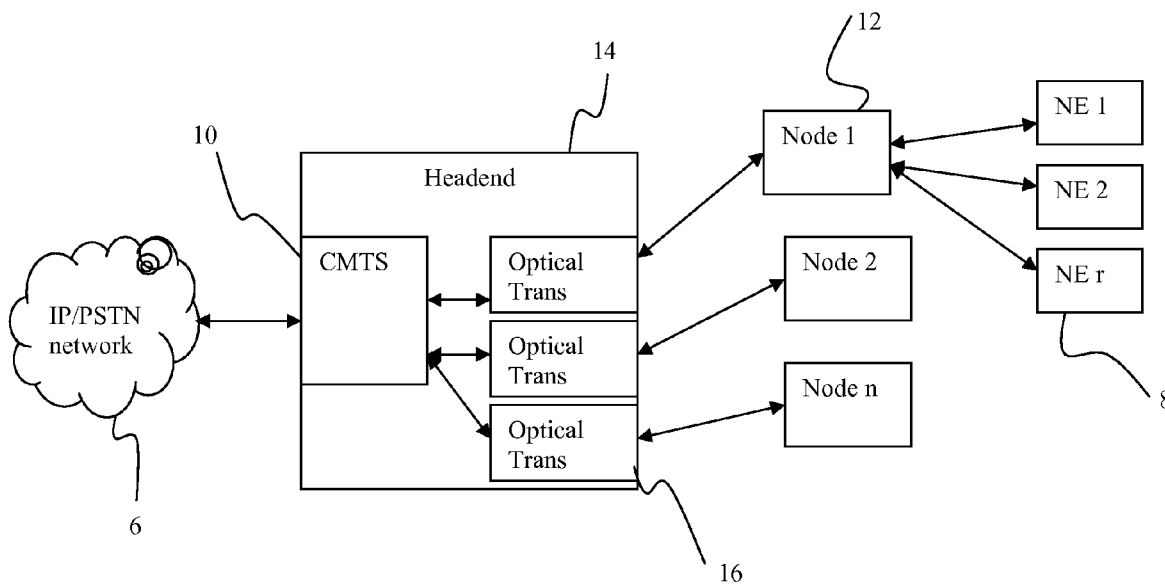 12
14
NE 1
10
Node 1
Headend
NE 2
CMTS
Optical
Trans
Node 2
NE r
IP/PSTN
network
Optical
Trans
Node n
8
Optical
Trans
6
16